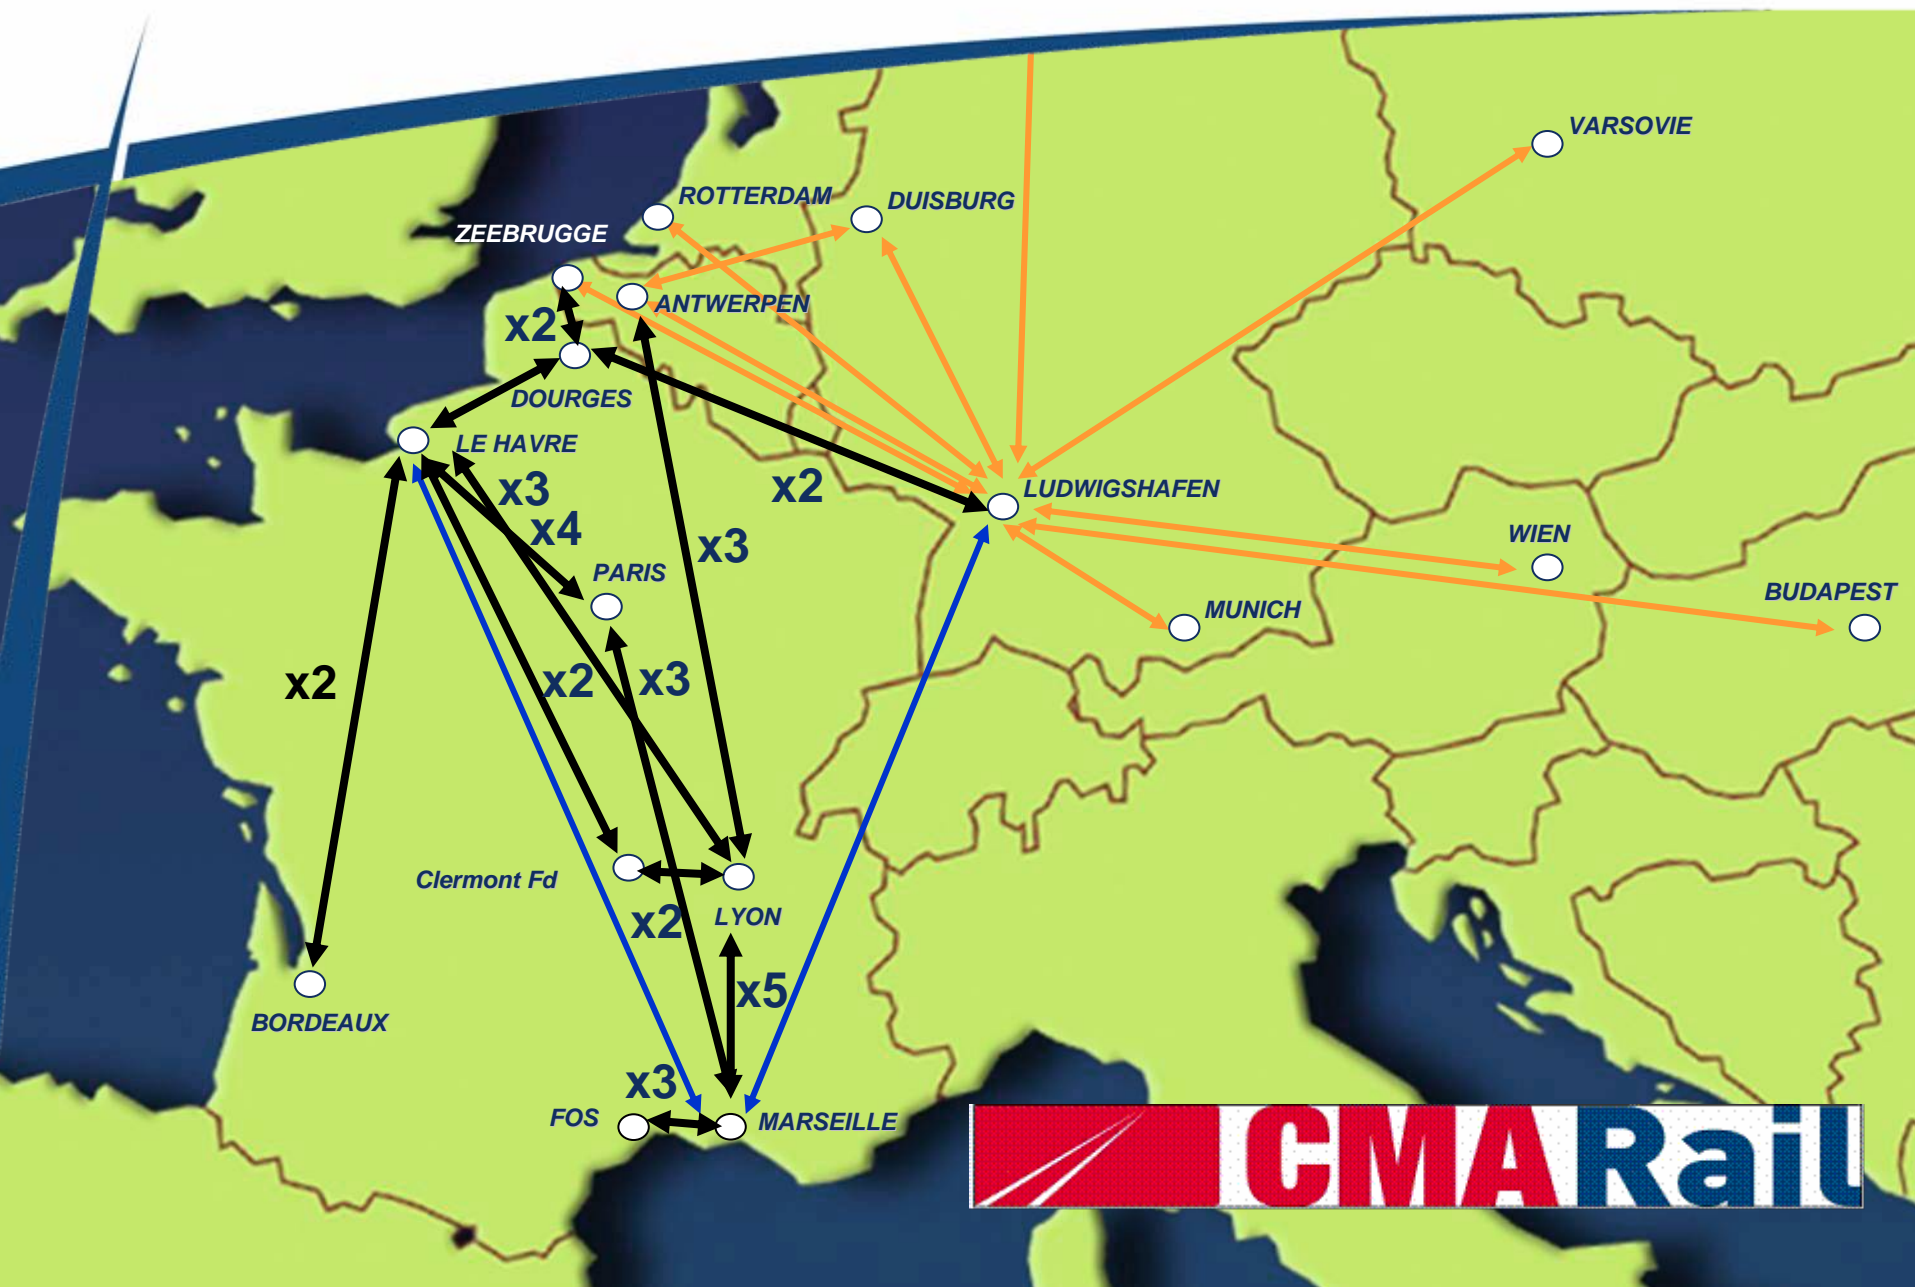 VARSOVIE
ROTTERDAM
DUISBURG
ZEEBRUGGE
ANTWERPEN
x2
DOURGES
LE HAVRE
x3
x2
LUDWIGSHAFEN
x4
x3
WIEN
PARIS
BUDAPEST
MUNICH
x2
x2
x3
Clermont Fd
LYON
x2
x5
BORDEAUX
x3
FOS
MARSEILLE
CMARail